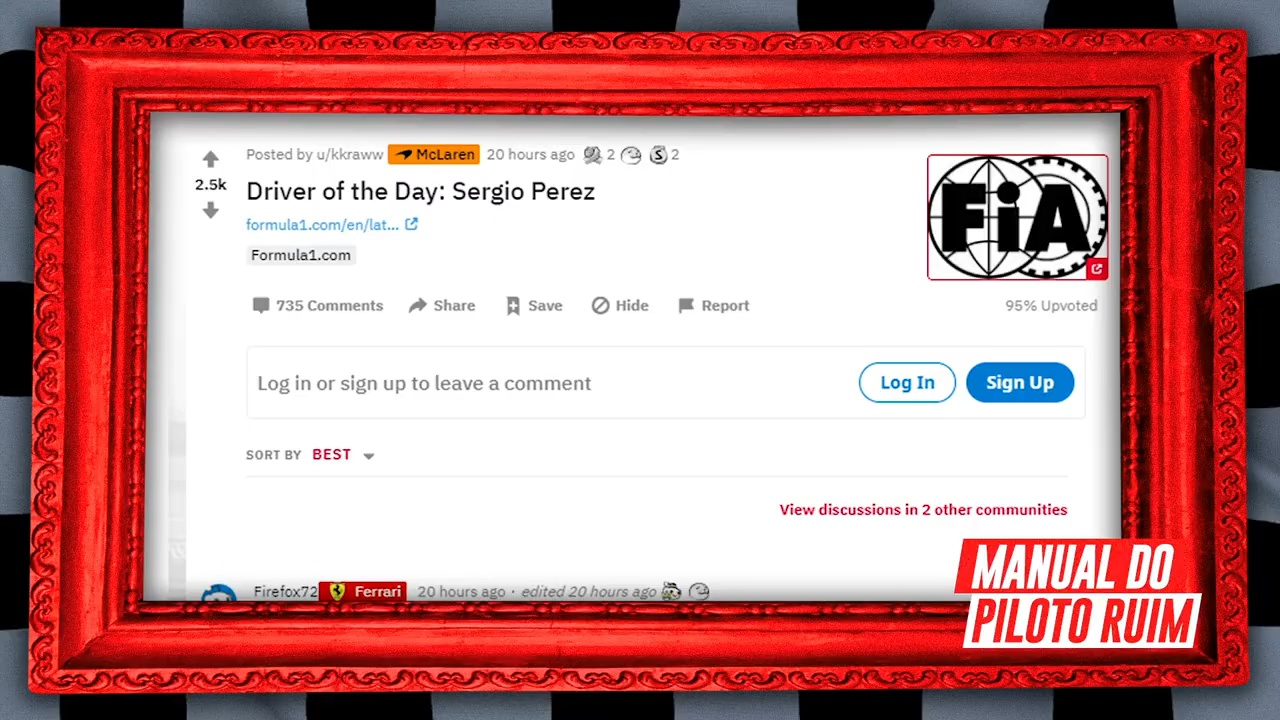 Posted by u/kkraww McLaren 20 hours ago 2 2
2.5k
Driver of the Day: Sergio Perez
formula1.com/en/lat...
Formula1.com
FiA
735 Comments Share Save Hide Report 95% Upvoted
Log in or sign up to leave a comment Log In Sign Up
SORT BY BEST
View discussions in 2 other communities
Firefox72 Ferrari 20 hours ago · edited 20 hours ago
MANUAL DO
PILOTO RUIM